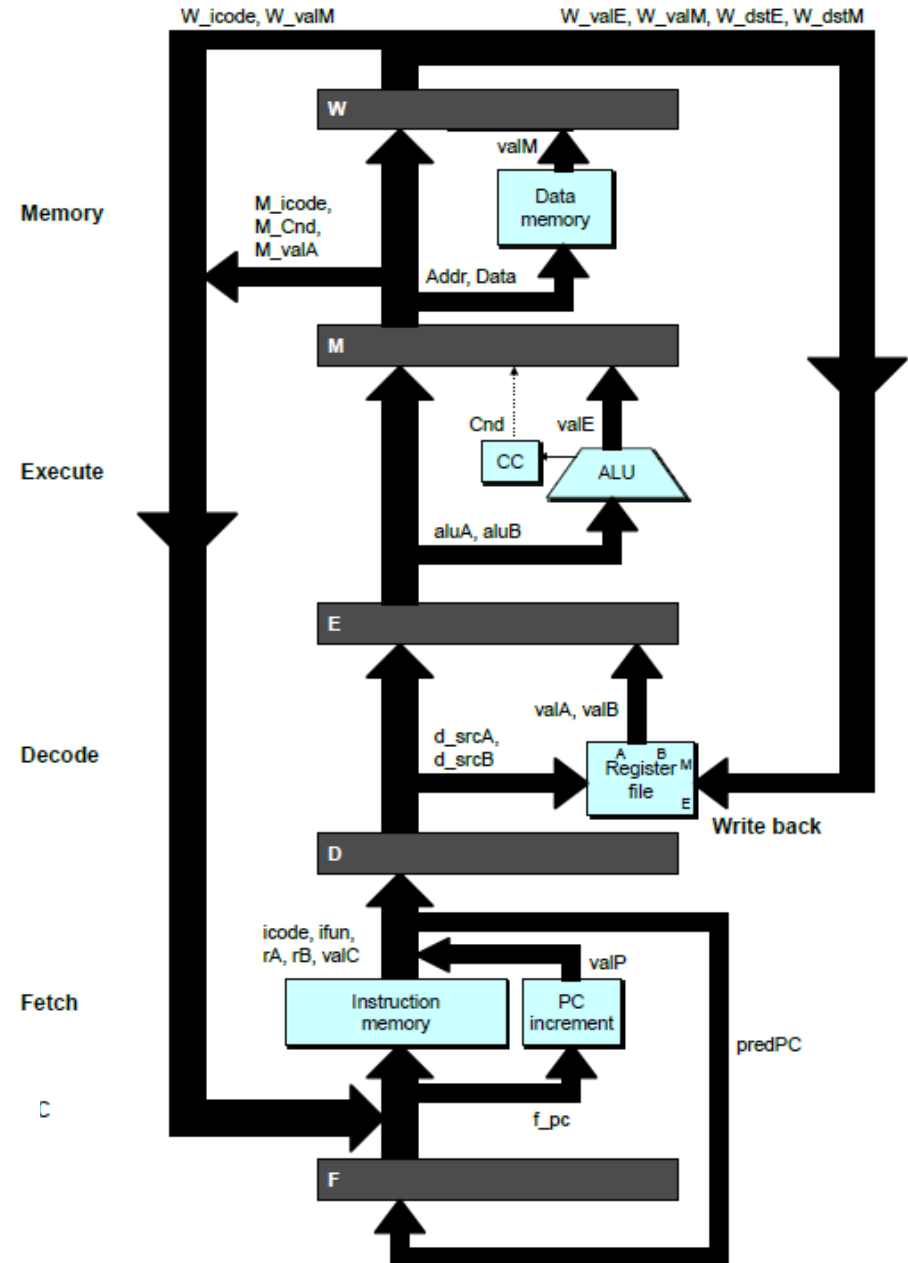 W_icode, W_valM
W_valE, W_valM, W_dstE, W_dstM
W
valM
Memory
Data
memory
M_icode,
M_Cnd,
M_valA
Addr, Data
M
Cnd
valE
Execute
CC
ALU
aluA, aluB
E
valA, valB
Decode
d_srcA,
d_srcB
A B
Register M
file
E
Write back
D
icode, ifun,
rA, rB, valC
valP
Fetch
Instruction
memory
PC
increment
predPC
C
f_pc
F